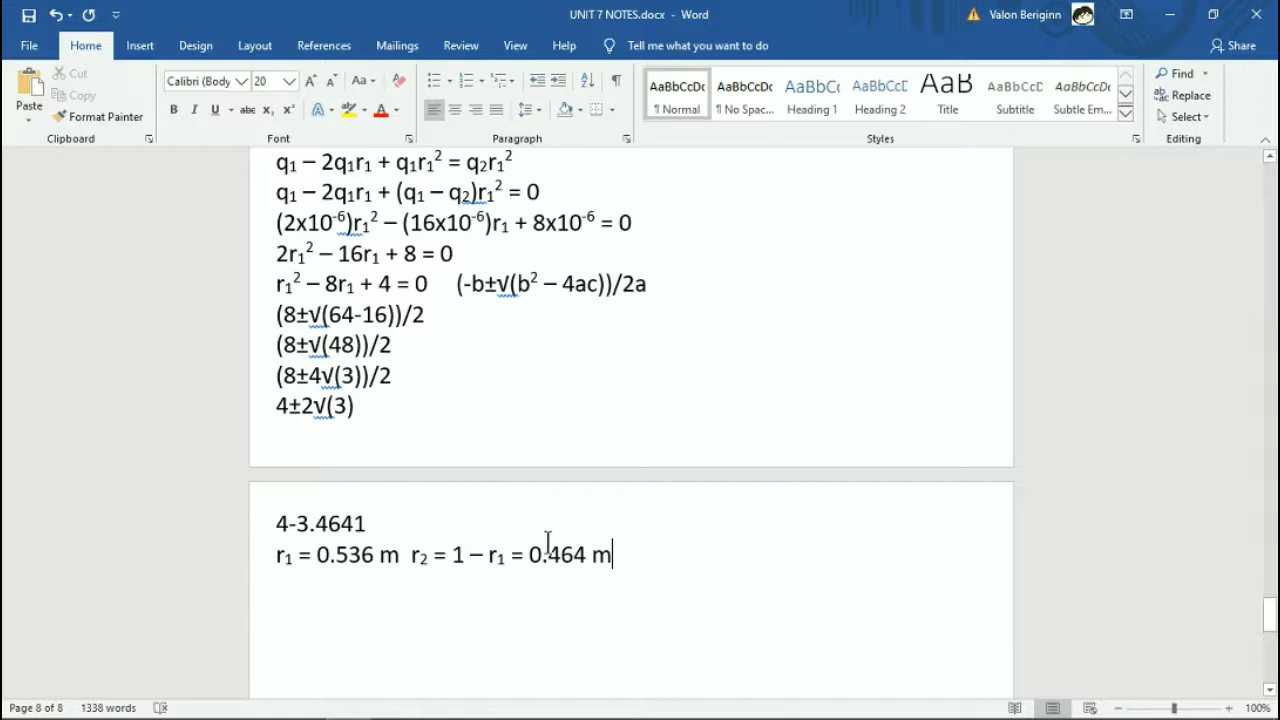 UNIT 7 NOTES.docx - Word
Valon Beriginn
File Home Insert Design Layout References Mailings Review View Help Tell me what you want to do Share
Paste
Cut
Copy
Format Painter
Clipboard
Calibri (Body 20
Font
Paragraph
AaBbCcDc AaBbCcDc AaBbCc AaBbCcD AaB AaBbCcD AaBbCcDc
¶ Normal ¶ No Spac... Heading 1 Heading 2 Title Subtitle Subtle Em...
Styles
Find
Replace
Select
Editing
q₁ – 2q₁r₁ + q₁r₁² = q₂r₁²
q₁ – 2q₁r₁ + (q₁ – q₂)r₁² = 0
(2x10⁻⁶)r₁² – (16x10⁻⁶)r₁ + 8x10⁻⁶ = 0
2r₁² – 16r₁ + 8 = 0
r₁² – 8r₁ + 4 = 0 (-b±√(b² – 4ac))/2a
(8±√(64-16))/2
(8±√(48))/2
(8±4√(3))/2
4±2√(3)
4-3.4641
r₁ = 0.536 m r₂ = 1 – r₁ = 0.464 m
Page 8 of 8 1338 words 100%